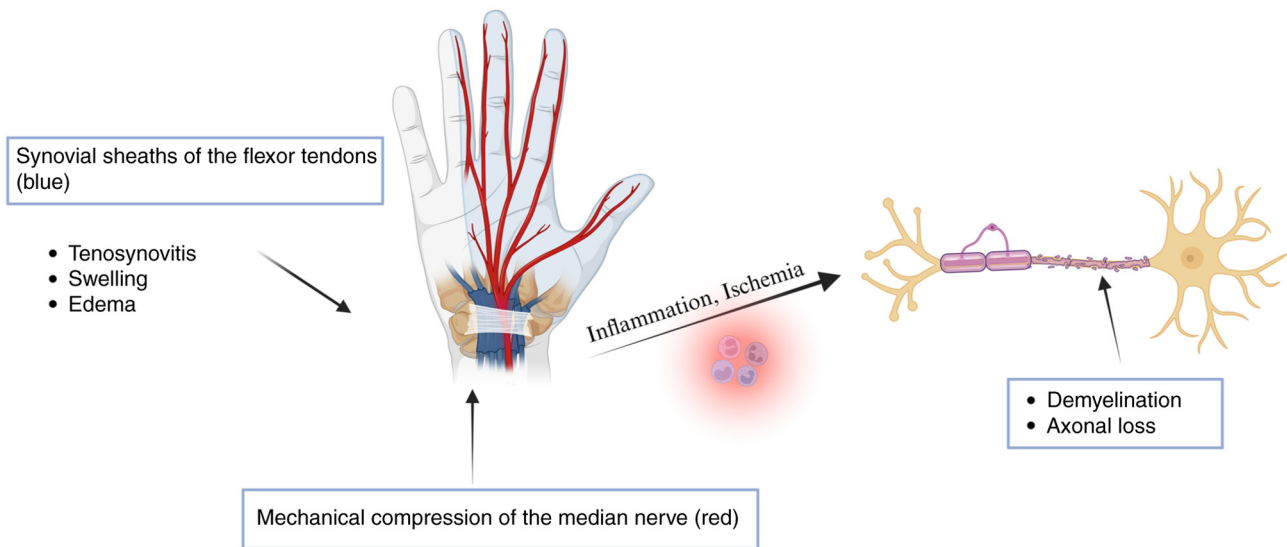 Synovial sheaths of the flexor tendons
(blue)
• Tenosynovitis
• Swelling
• Edema
Inflammation, Ischemia
• Demyelination
• Axonal loss
Mechanical compression of the median nerve (red)